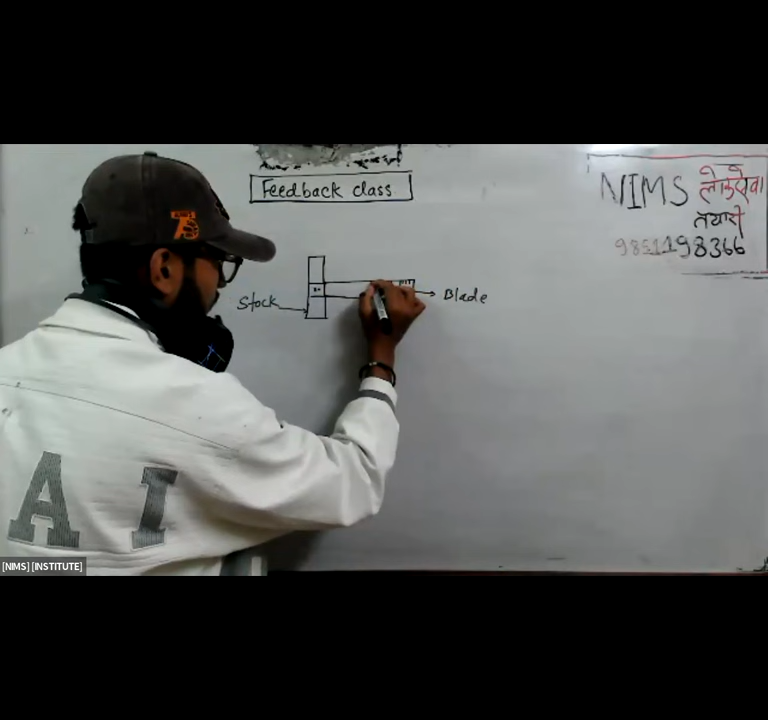 Feedback class
NIMS लोकसेवा
तयारी
9851198366
Stock
Blade
A I
[NIMS] [INSTITUTE]